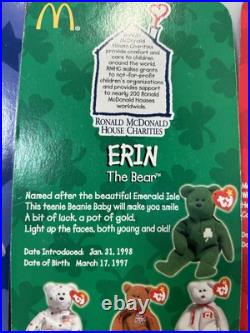 Ronald McDonald
House Charities
provide comfort and
care to children
around the world.
RMHC makes grants
to not-for-profit
children's organizations
and provides support
to nearly 200 Ronald
McDonald Houses
worldwide.
RONALD MCDONALD
HOUSE CHARITIES
ERIN
The Bear™
Named after the beautiful Emerald Isle
This teenie Beanie Baby will make you smile
A bit of luck, a pot of gold,
Light up the faces, both young and old!
Date Introduced: Jan. 31, 1998
Date of Birth: March 17, 1997
ty
ty
ty